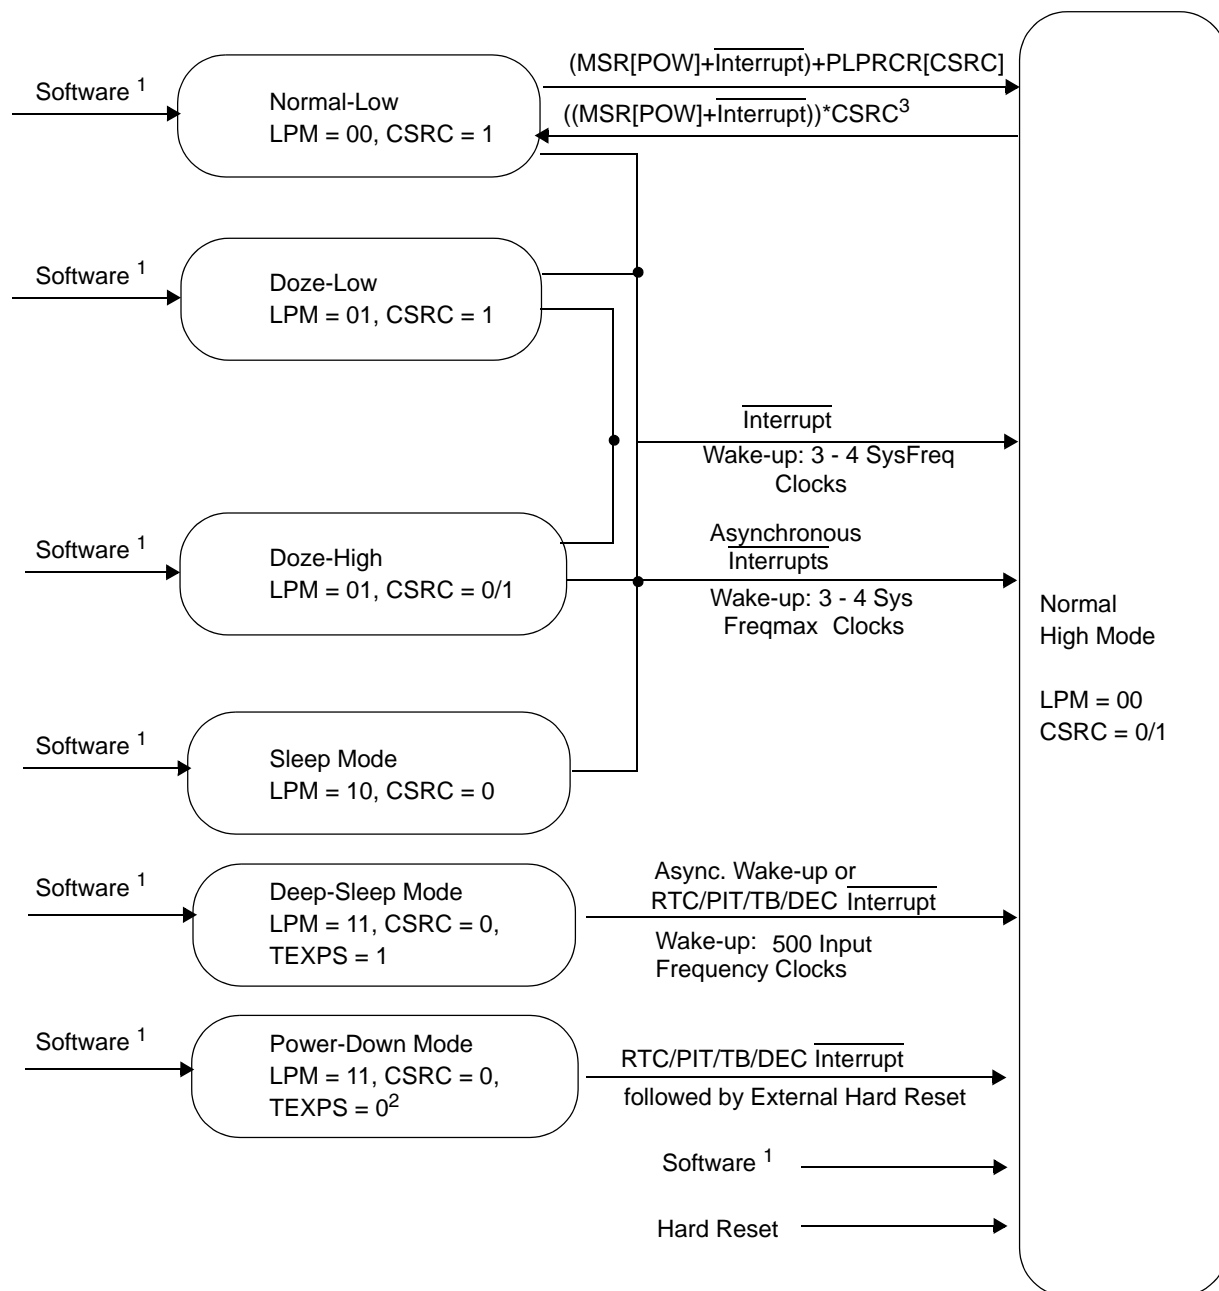 (MSR[POW]+Interrupt)+PLPRCR[CSRC]
Software 1
Normal-Low
LPM = 00, CSRC = 1
((MSR[POW]+Interrupt))*CSRC3
Software 1
Doze-Low
LPM = 01, CSRC = 1
Interrupt
Wake-up: 3 - 4 SysFreq
Clocks
Software 1
Doze-High
LPM = 01, CSRC = 0/1
Asynchronous
Interrupts
Wake-up: 3 - 4 Sys
Freqmax Clocks
Normal
High Mode
LPM = 00
CSRC = 0/1
Software 1
Sleep Mode
LPM = 10, CSRC = 0
Software 1
Deep-Sleep Mode
LPM = 11, CSRC = 0,
TEXPS = 1
Async. Wake-up or
RTC/PIT/TB/DEC Interrupt
Wake-up: 500 Input
Frequency Clocks
Software 1
Power-Down Mode
LPM = 11, CSRC = 0,
TEXPS = 02
RTC/PIT/TB/DEC Interrupt
followed by External Hard Reset
Software 1
Hard Reset